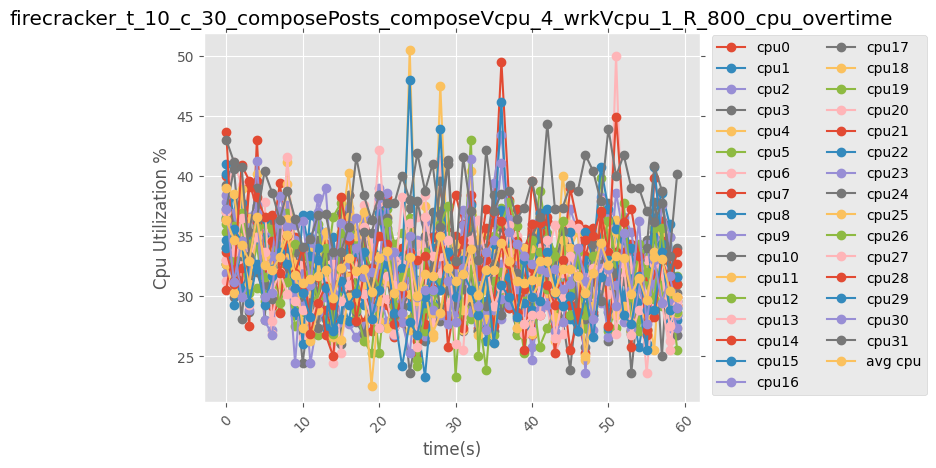 firecracker_t_10_c_30_composePosts_composeVcpu_4_wrkVcpu_1_R_800_cpu_overtime
Cpu Utilization %
50
45
40
35
30
25
0
10
20
30
40
50
60
time(s)
cpu0
cpu1
cpu2
cpu3
cpu4
cpu5
cpu6
cpu7
cpu8
cpu9
cpu10
cpu11
cpu12
cpu13
cpu14
cpu15
cpu16
cpu17
cpu18
cpu19
cpu20
cpu21
cpu22
cpu23
cpu24
cpu25
cpu26
cpu27
cpu28
cpu29
cpu30
cpu31
avg cpu